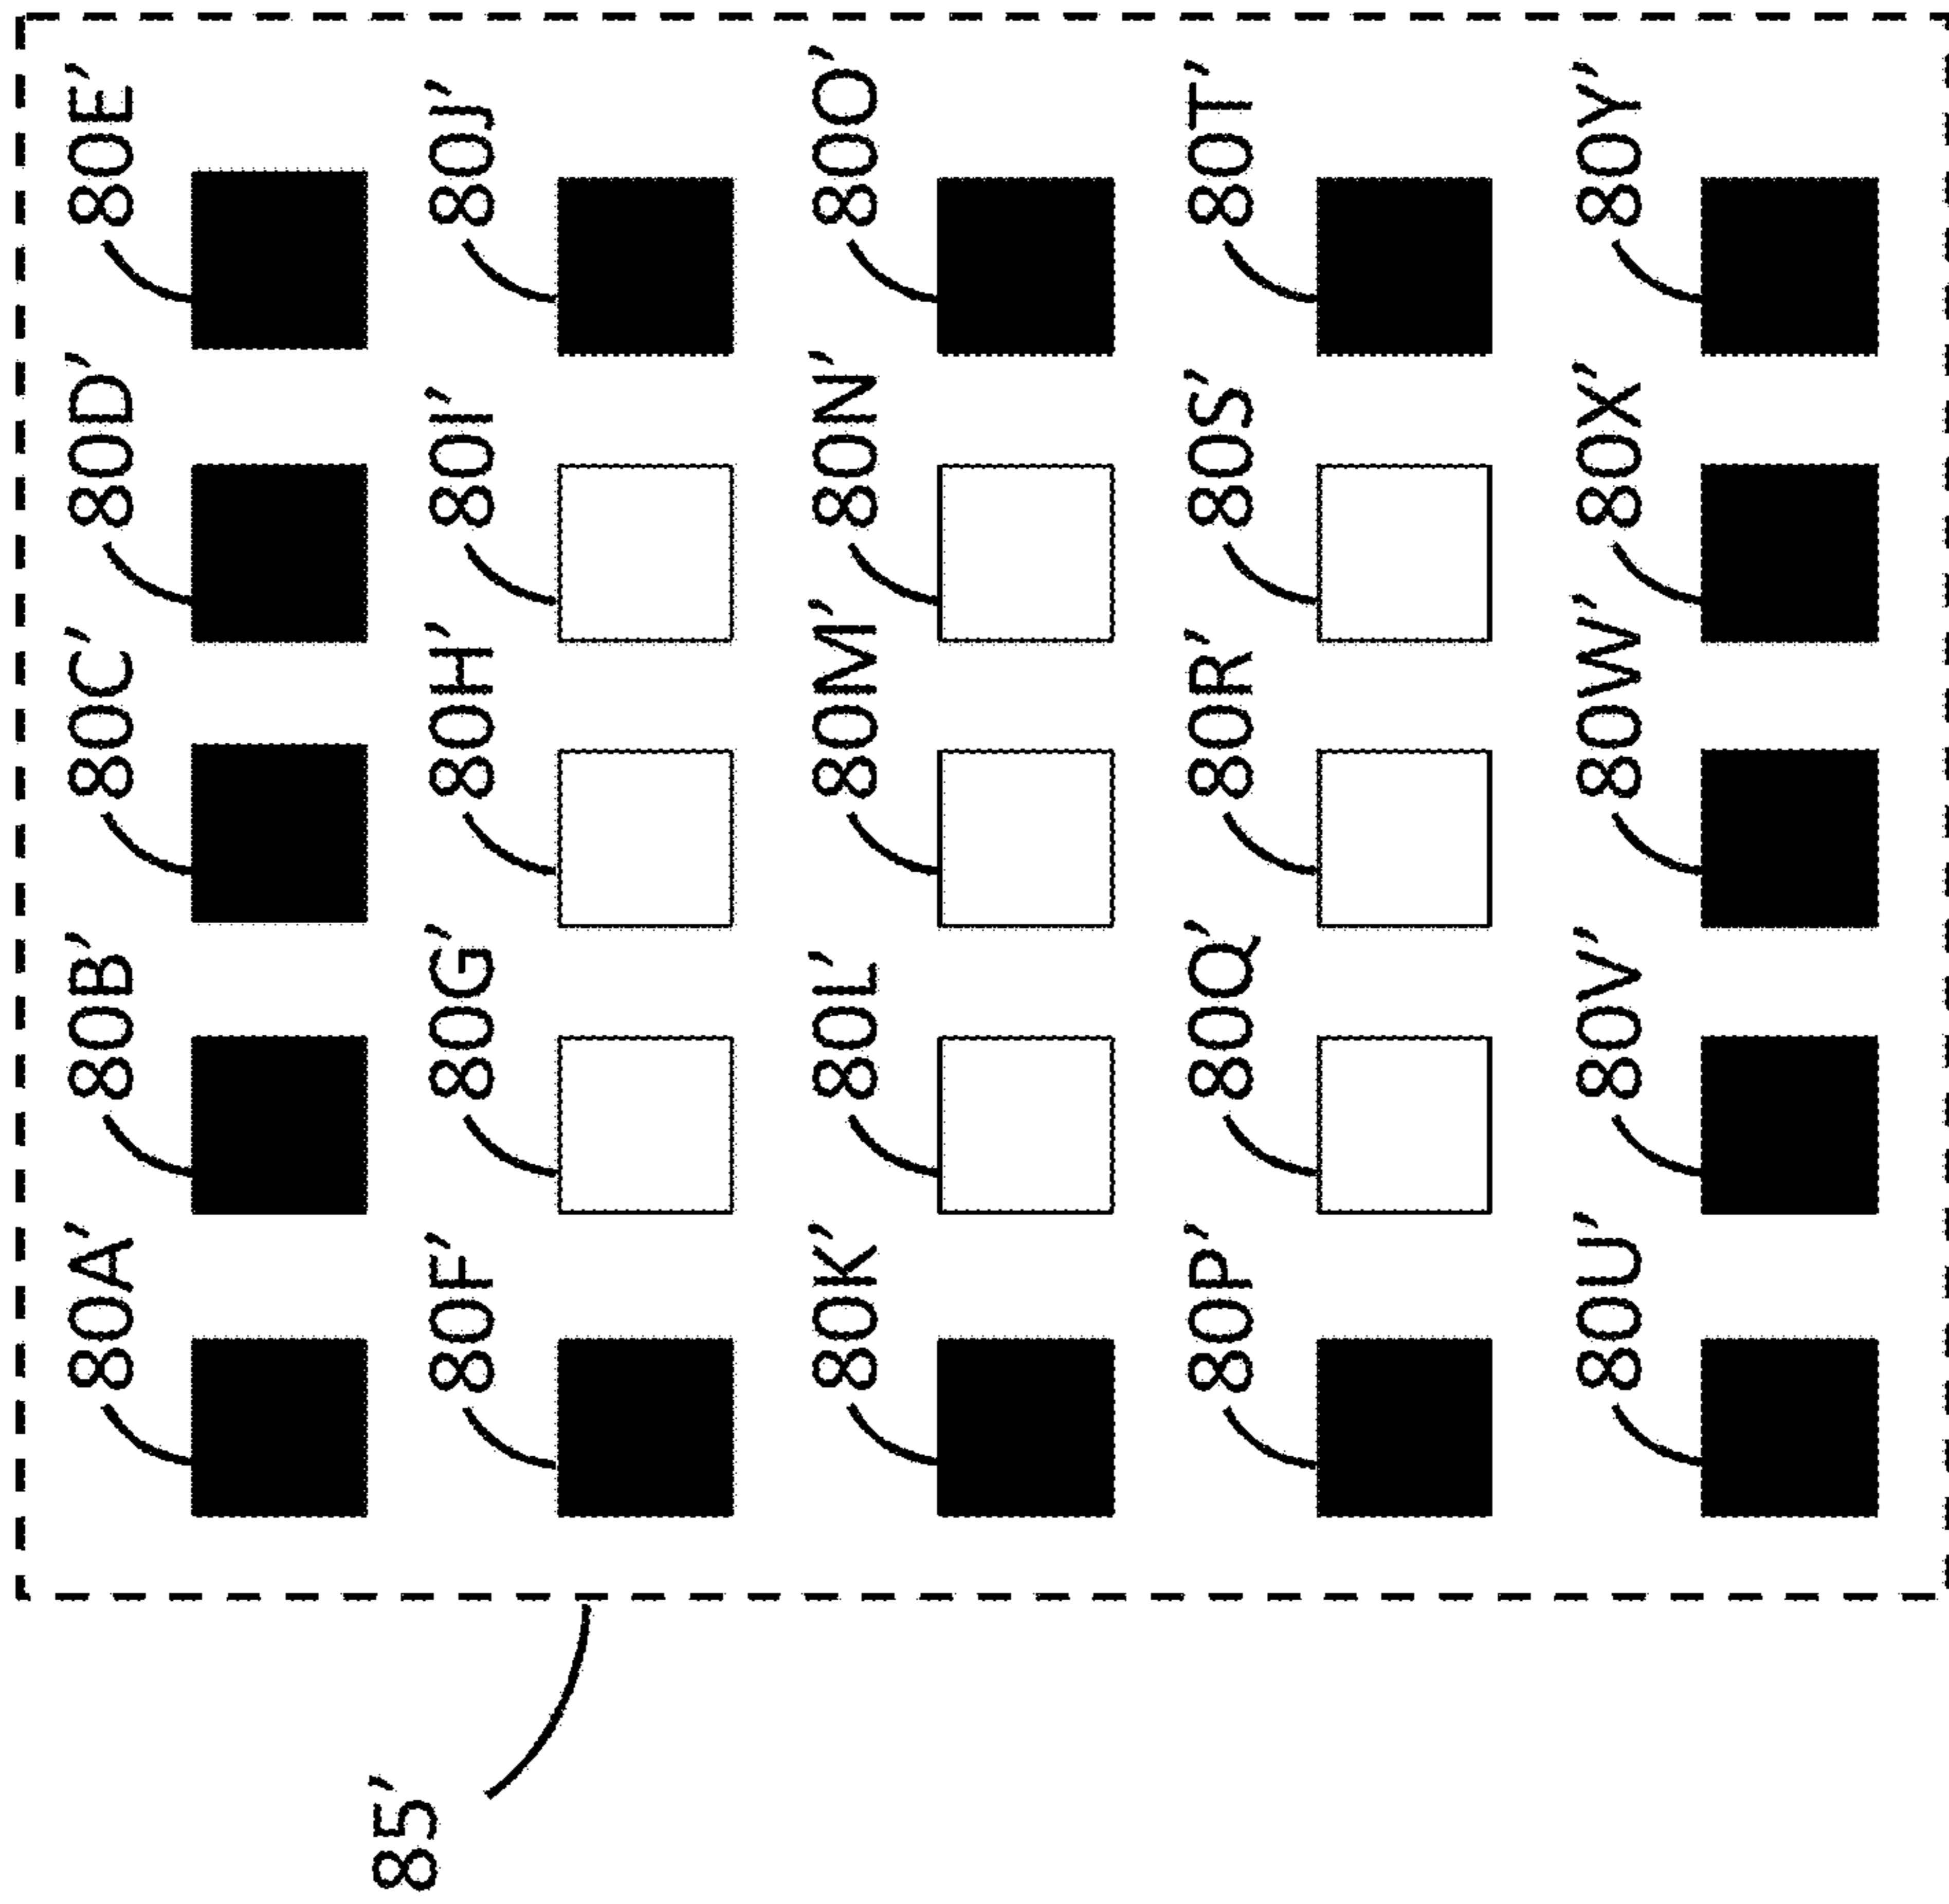 80A′ 80B′ 80C′ 80D′ 80E′
80F′ 80G′ 80H′ 80I′ 80J′
80K′ 80L′ 80M′ 80N′ 80O′
80P′ 80Q′ 80R′ 80S′ 80T′
80U′ 80V′ 80W′ 80X′ 80Y′
85′